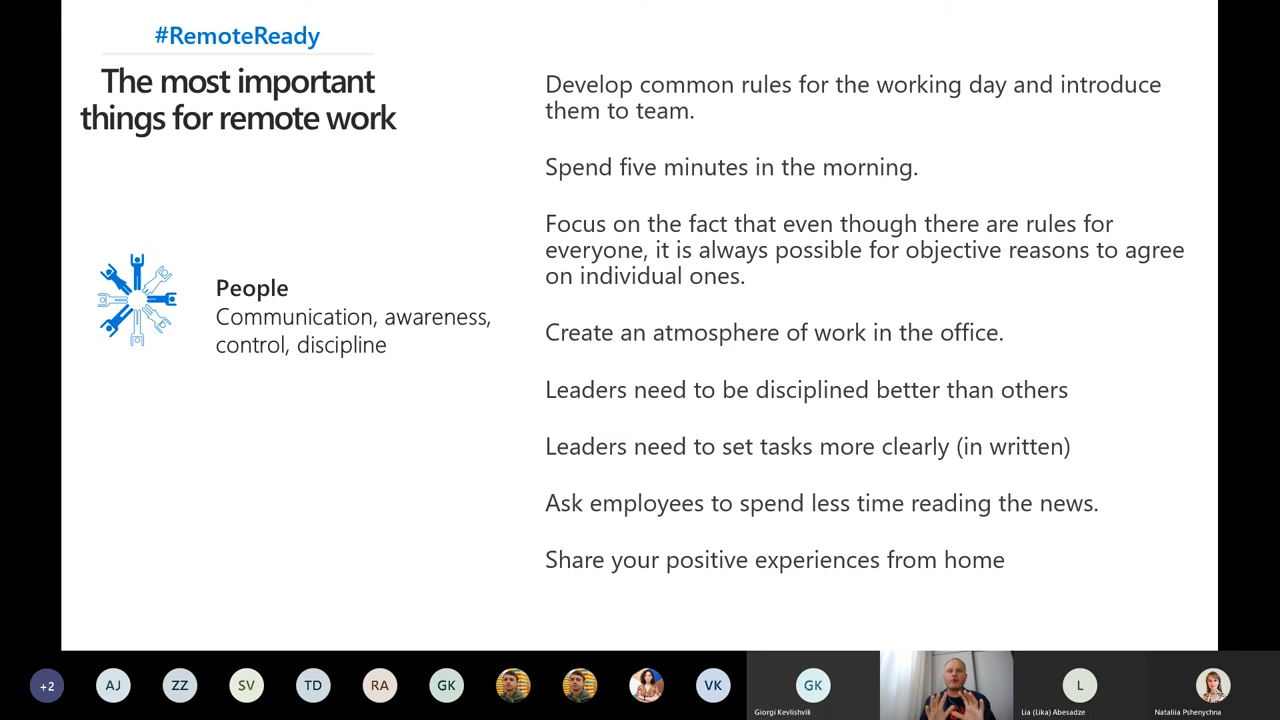 #RemoteReady
The most important
things for remote work
People
Communication, awareness,
control, discipline
Develop common rules for the working day and introduce
them to team.
Spend five minutes in the morning.
Focus on the fact that even though there are rules for
everyone, it is always possible for objective reasons to agree
on individual ones.
Create an atmosphere of work in the office.
Leaders need to be disciplined better than others
Leaders need to set tasks more clearly (in written)
Ask employees to spend less time reading the news.
Share your positive experiences from home
+2
AJ
ZZ
SV
TD
RA
GK
VK
GK
Giorgi Kevlishvili
L
Lia (Lika) Abesadze
Nataliia Pshenychna